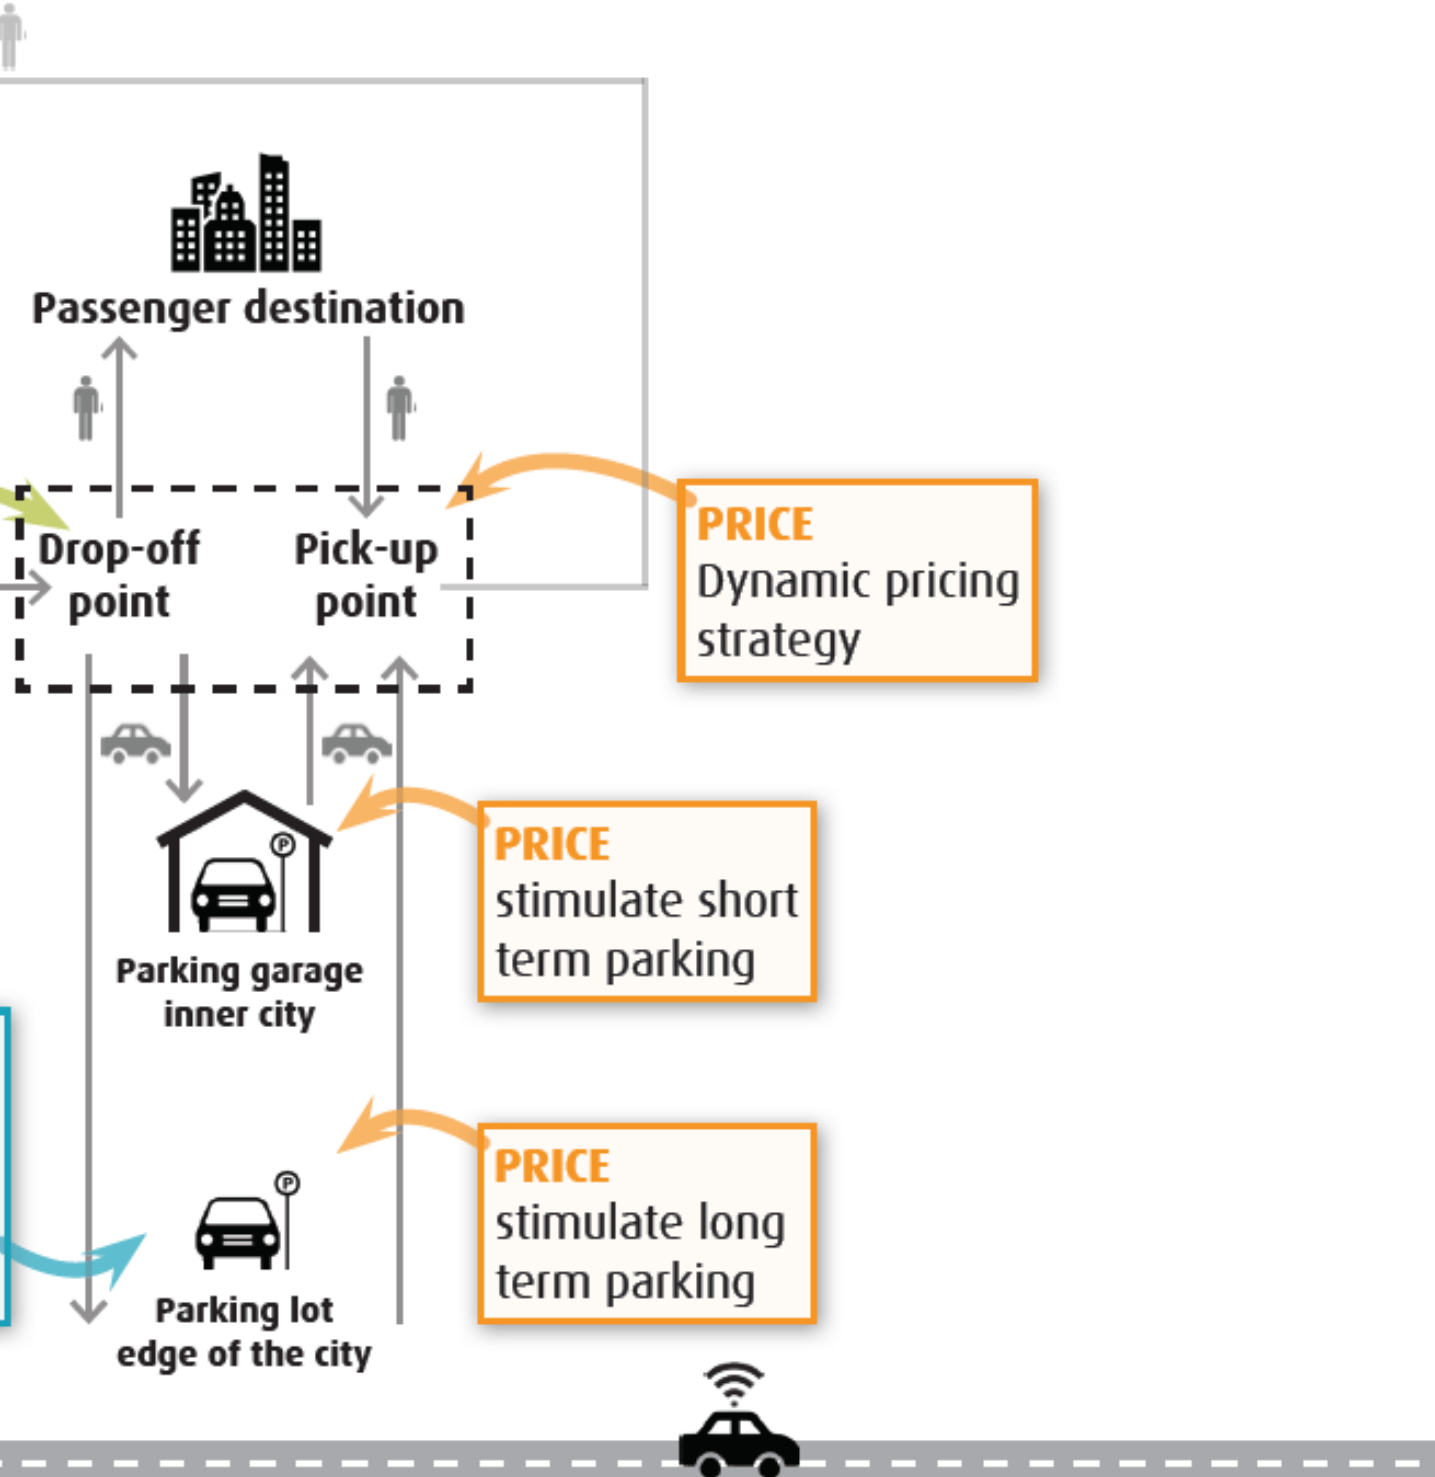 Passenger destination
Drop-off
point
Pick-up
point
PRICE
Dynamic pricing
strategy
P
PRICE
stimulate short
term parking
Parking garage
inner city
P
PRICE
stimulate long
term parking
Parking lot
edge of the city